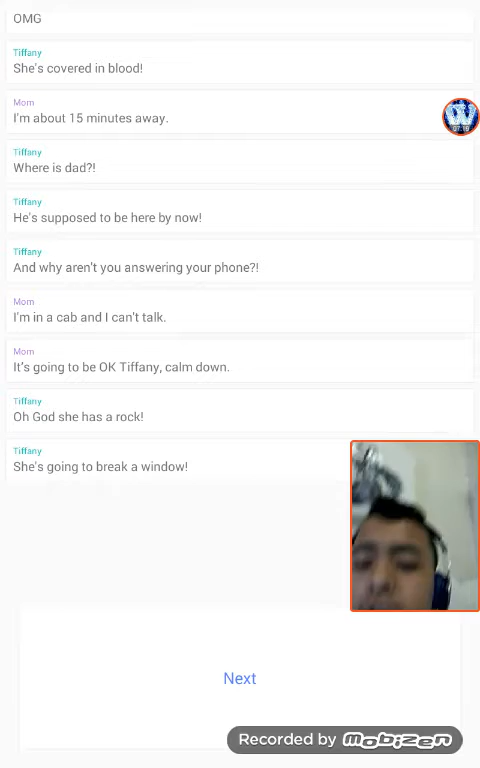 OMG
Tiffany
She's covered in blood!
Mom
I'm about 15 minutes away.
W
07:16
Tiffany
Where is dad?!
Tiffany
He's supposed to be here by now!
Tiffany
And why aren't you answering your phone?!
Mom
I'm in a cab and I can't talk.
Mom
It's going to be OK Tiffany, calm down.
Tiffany
Oh God she has a rock!
Tiffany
She's going to break a window!
Next
Recorded by Mobizen